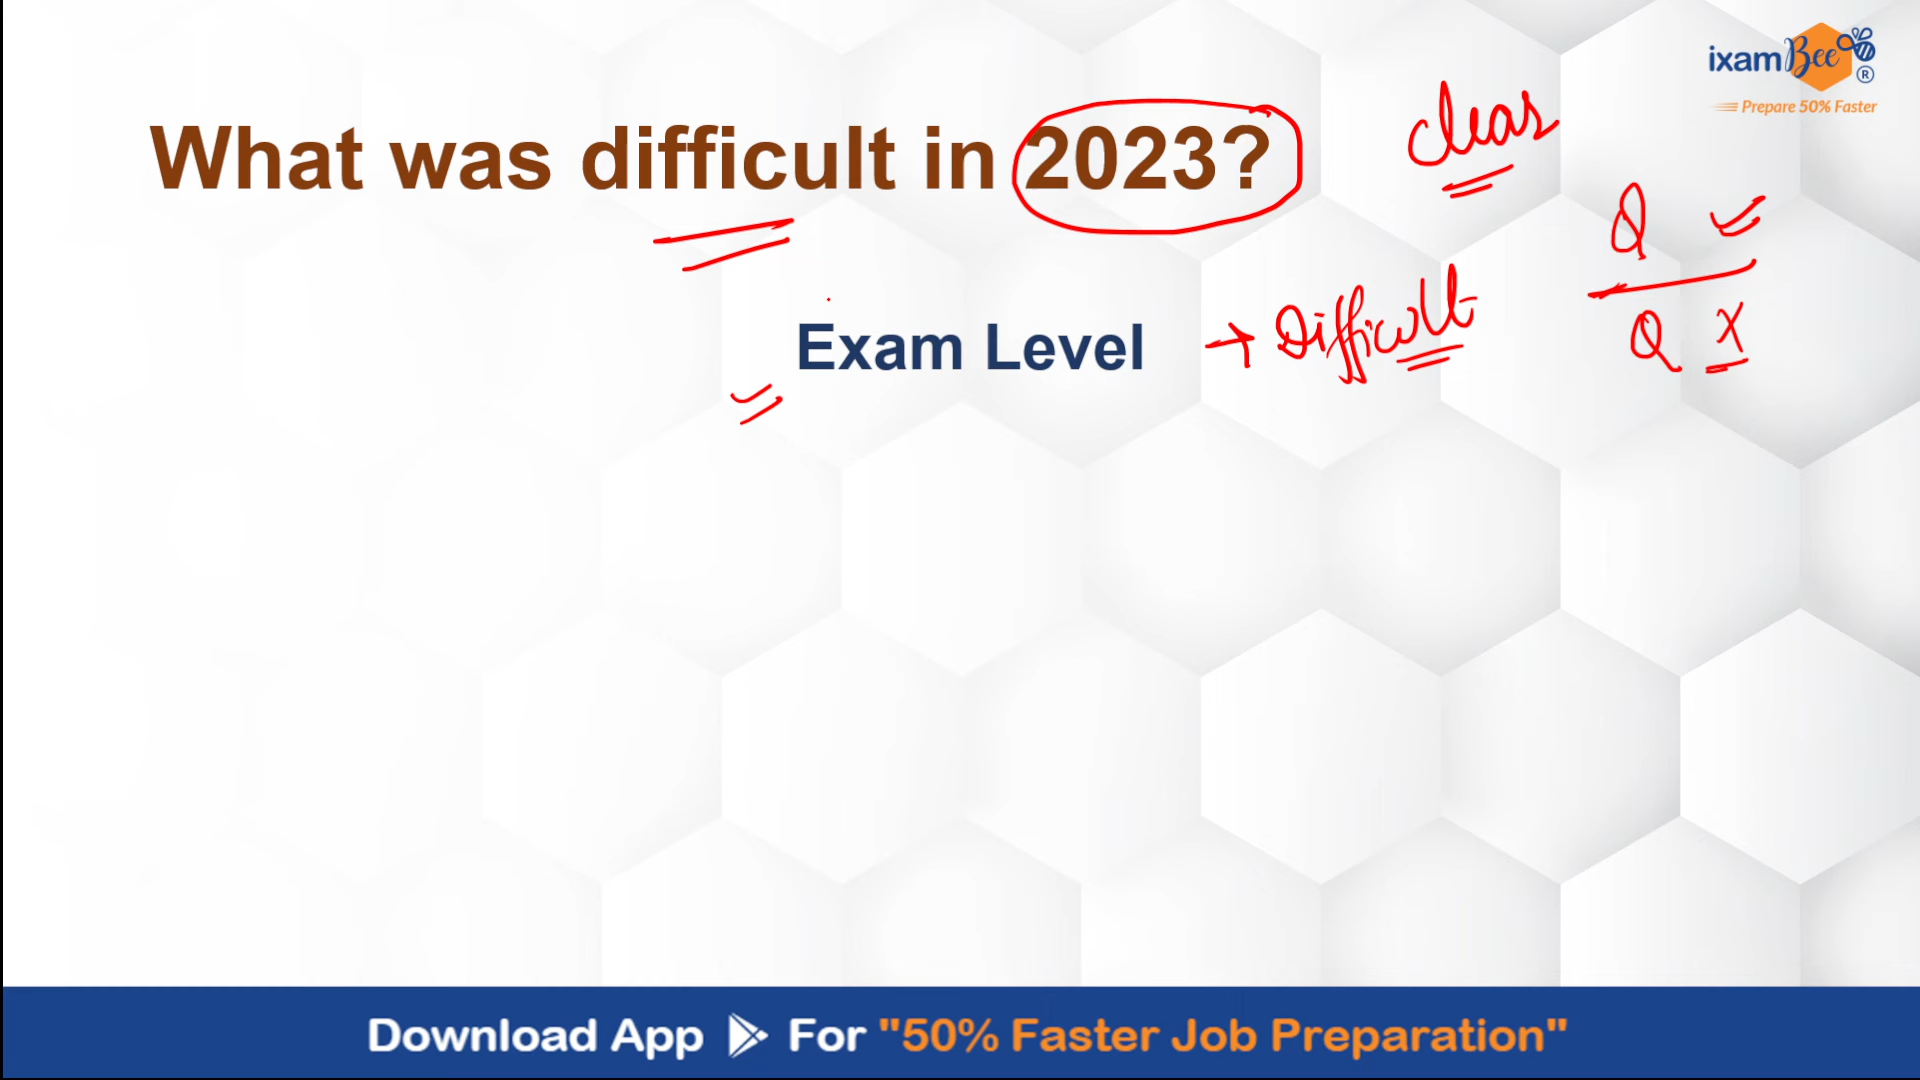 ixamBee
®
Prepare 50% Faster
What was difficult in 2023?
clear
Q
Q X
Exam Level → Difficult
Download App For "50% Faster Job Preparation"